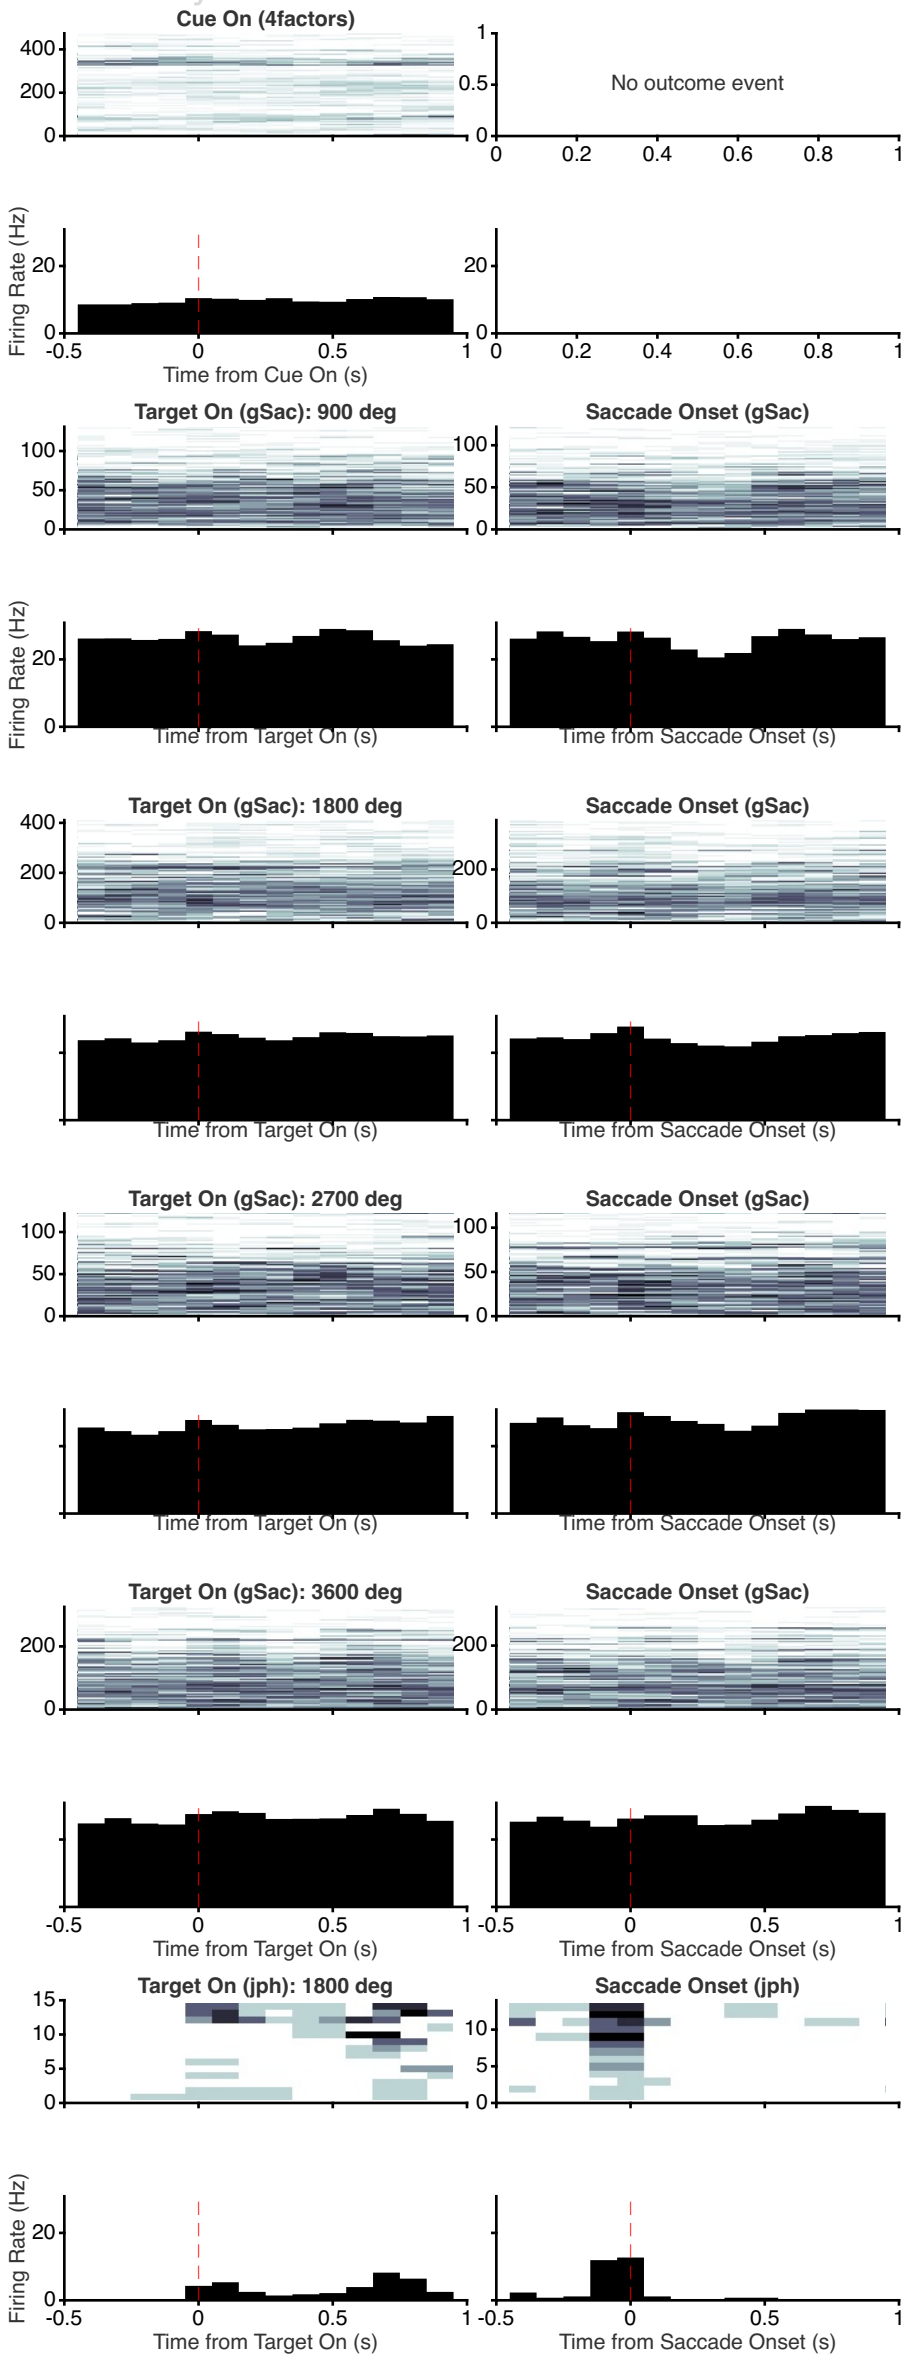 Cue On (4factors)
400
200
0
1
0.5
0
No outcome event
0 0.2 0.4 0.6 0.8 1
Firing Rate (Hz)
20
0
-0.5 0 0.5 1
Time from Cue On (s)
20
0
0 0.2 0.4 0.6 0.8 1
Target On (gSac): 900 deg
100
50
0
Saccade Onset (gSac)
100
50
0
Firing Rate (Hz)
20
0
Time from Target On (s)
Time from Saccade Onset (s)
Target On (gSac): 1800 deg
400
200
0
Saccade Onset (gSac)
200
0
Time from Target On (s)
Time from Saccade Onset (s)
Target On (gSac): 2700 deg
100
50
0
Saccade Onset (gSac)
100
50
0
Time from Target On (s)
Time from Saccade Onset (s)
Target On (gSac): 3600 deg
200
0
Saccade Onset (gSac)
200
0
-0.5 0 0.5 1
Time from Target On (s)
-0.5 0 0.5 1
Time from Saccade Onset (s)
Target On (jph): 1800 deg
15
10
5
0
Saccade Onset (jph)
10
5
0
Firing Rate (Hz)
20
0
-0.5 0 0.5 1
Time from Target On (s)
-0.5 0 0.5 1
Time from Saccade Onset (s)